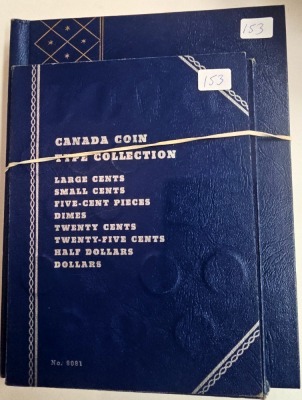 153
153
CANADA COIN
TYPE COLLECTION
LARGE CENTS
SMALL CENTS
FIVE-CENT PIECES
DIMES
TWENTY CENTS
TWENTY-FIVE CENTS
HALF DOLLARS
DOLLARS
No. 9091